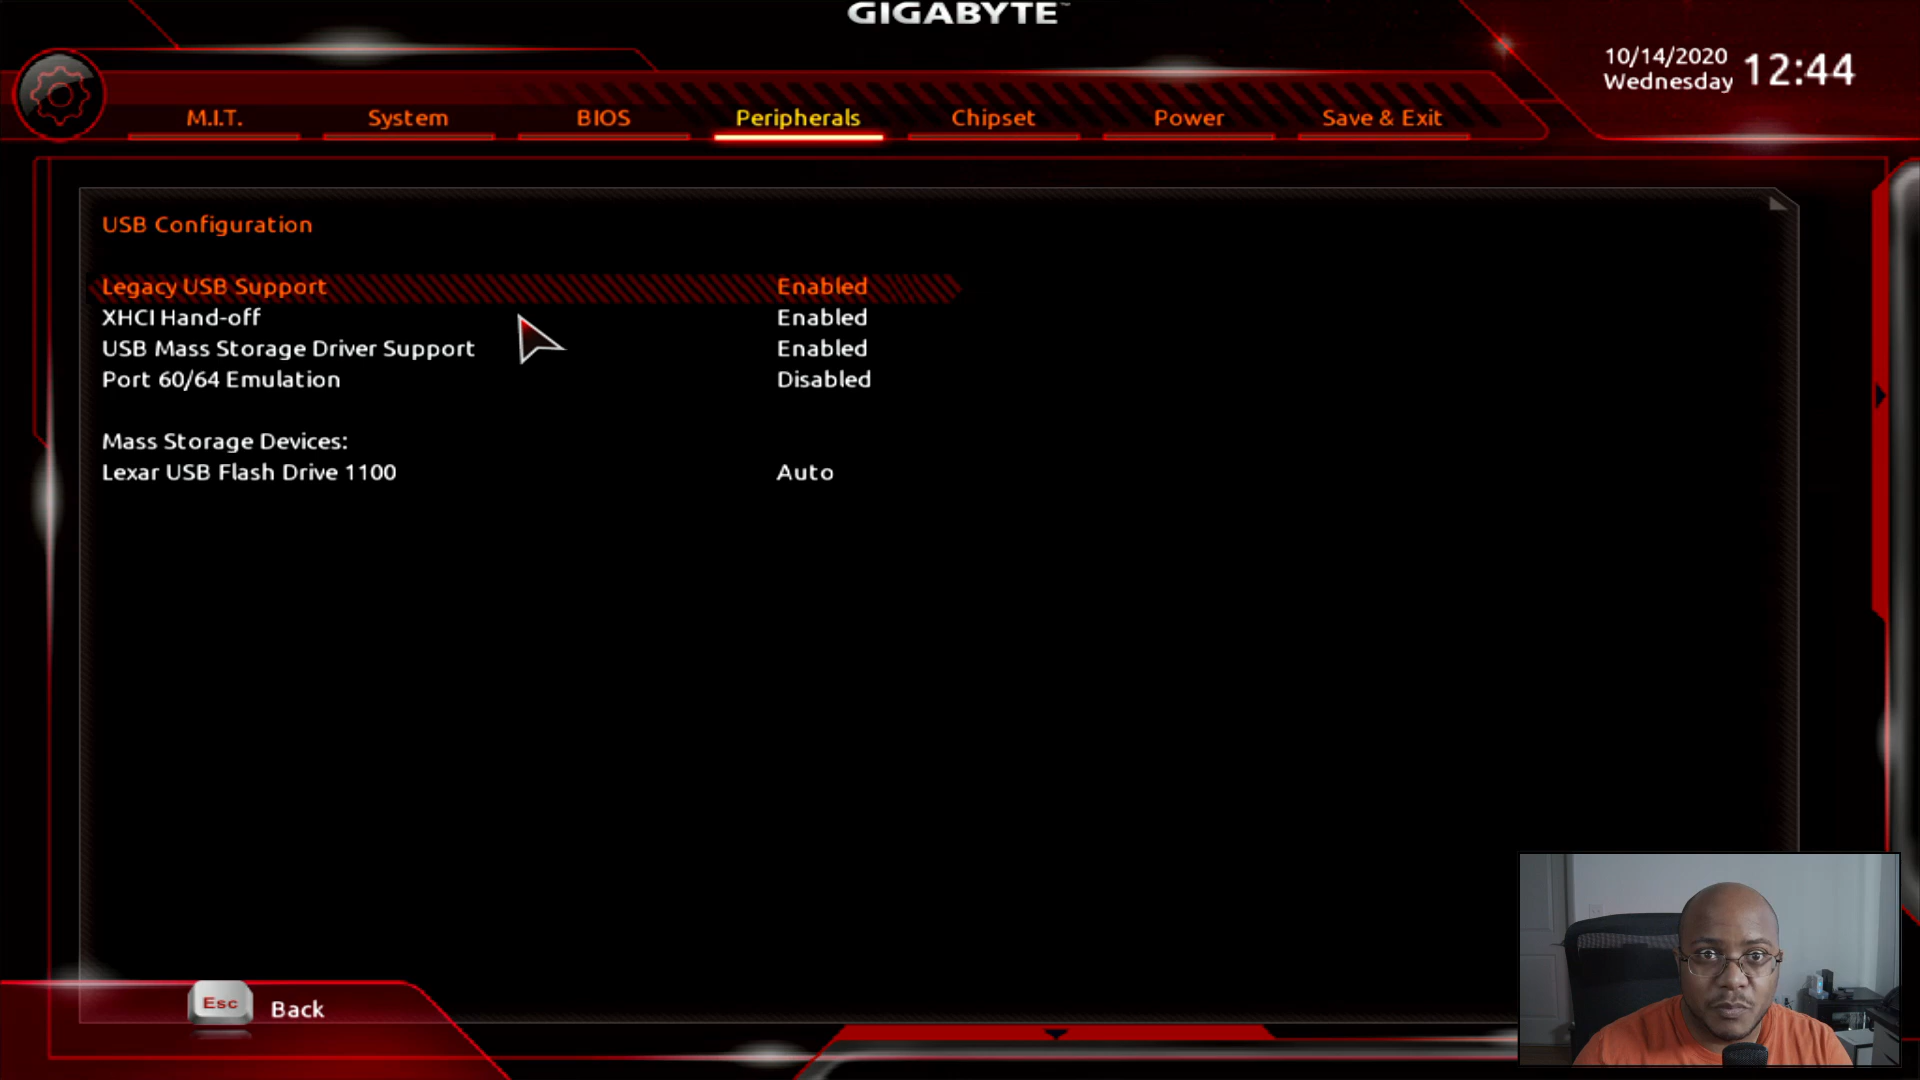 GIGABYTE™
10/14/2020
Wednesday
12:44
M.I.T. System BIOS Peripherals Chipset Power Save & Exit
USB Configuration
Legacy USB Support Enabled
XHCI Hand-off Enabled
USB Mass Storage Driver Support Enabled
Port 60/64 Emulation Disabled
Mass Storage Devices:
Lexar USB Flash Drive 1100 Auto
Esc Back